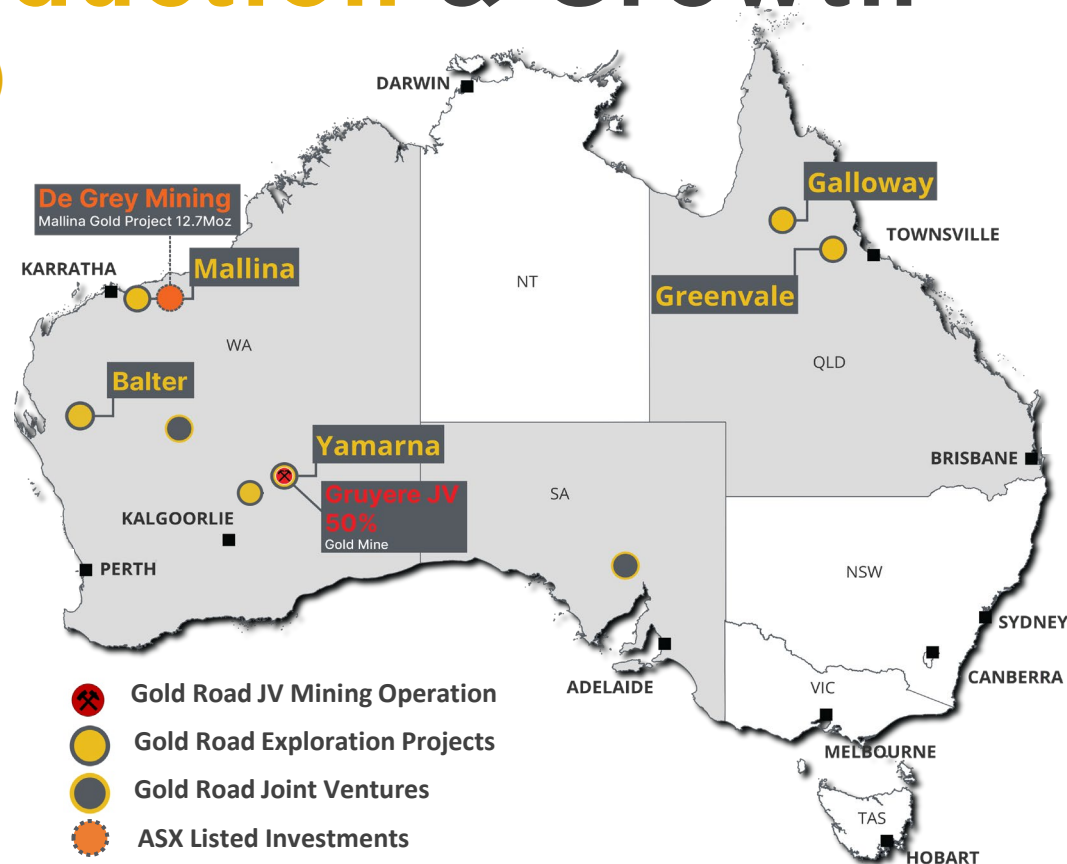 & Growth
DARWIN
De Grey Mining
Mallina Gold Project 12.7Moz
Galloway
TOWNSVILLE
KARRATHA
Mallina
NT
Greenvale
WA
QLD
Balter
Yamarna
BRISBANE
Gruyere JV
50%
Gold Mine
SA
KALGOORLIE
PERTH
NSW
SYDNEY
CANBERRA
ADELAIDE
VIC
MELBOURNE
TAS
HOBART
Gold Road JV Mining Operation
Gold Road Exploration Projects
Gold Road Joint Ventures
ASX Listed Investments